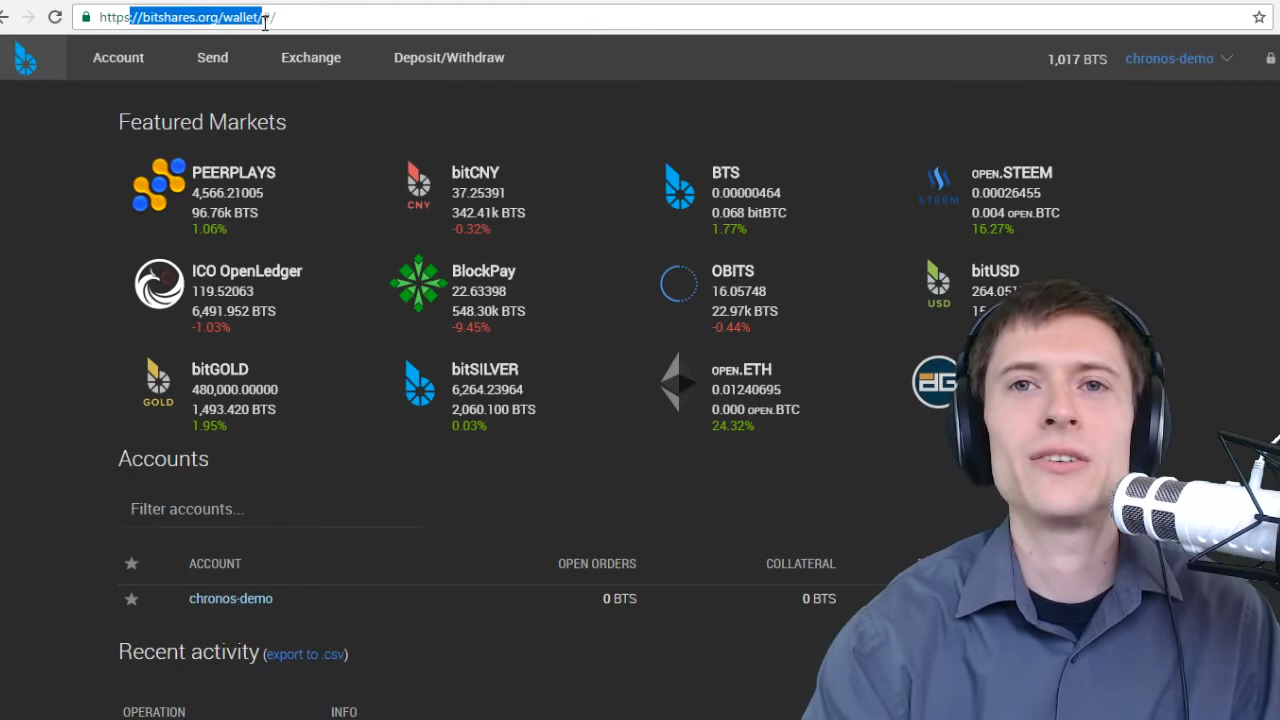 https://bitshares.org/wallet/#/
Account Send Exchange Deposit/Withdraw 1,017 BTS chronos-demo
Featured Markets
PEERPLAYS
4,566.21005
96.76k BTS
1.06%
CNY
bitCNY
37.25391
342.41k BTS
-0.32%
BTS
0.00000464
0.068 bitBTC
1.77%
STEEM
OPEN.STEEM
0.00026455
0.004 OPEN.BTC
16.27%
ICO OpenLedger
119.52063
6,491.952 BTS
-1.03%
BlockPay
22.63398
548.30k BTS
-9.45%
OBITS
16.05748
22.97k BTS
-0.44%
USD
bitUSD
GOLD
bitGOLD
480,000.00000
1,493.420 BTS
1.95%
bitSILVER
6,264.23964
2,060.100 BTS
0.03%
OPEN.ETH
0.01240695
0.000 OPEN.BTC
24.32%
Accounts
Filter accounts...
ACCOUNT OPEN ORDERS COLLATERAL
chronos-demo 0 BTS 0 BTS
Recent activity (export to .csv)
OPERATION INFO